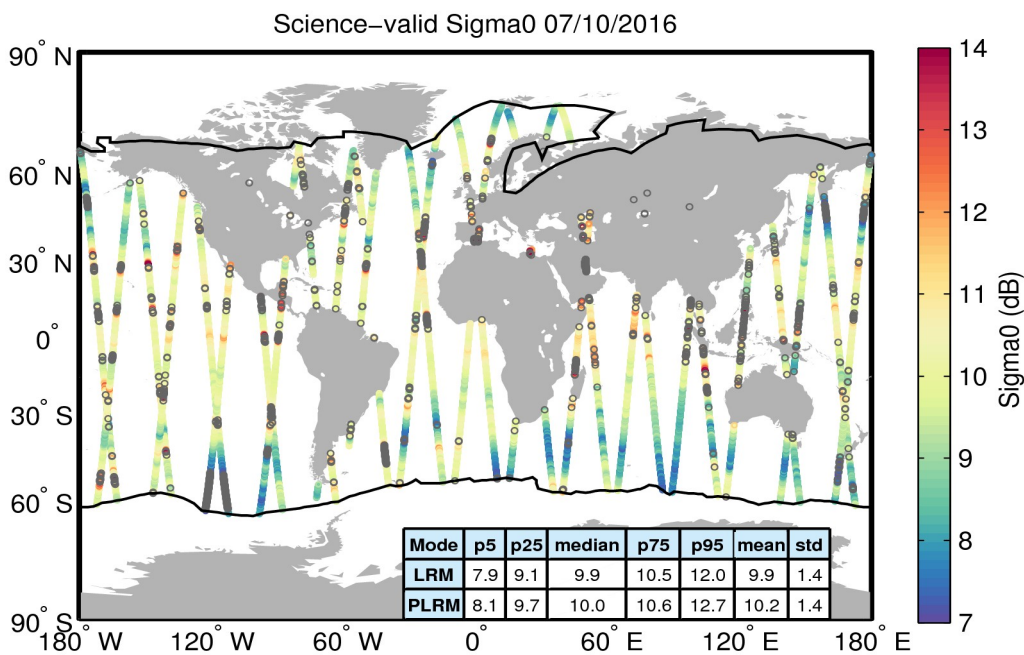 Science−valid Sigma0 07/10/2016
90° N
60° N
30° N
0°
30° S
60° S
90° S
180° W
120° W
60° W
0°
60° E
120° E
180° E
14
13
12
11
10
9
8
7
Sigma0 (dB)
Mode p5 p25 median p75 p95 mean std
LRM 7.9 9.1 9.9 10.5 12.0 9.9 1.4
PLRM 8.1 9.7 10.0 10.6 12.7 10.2 1.4